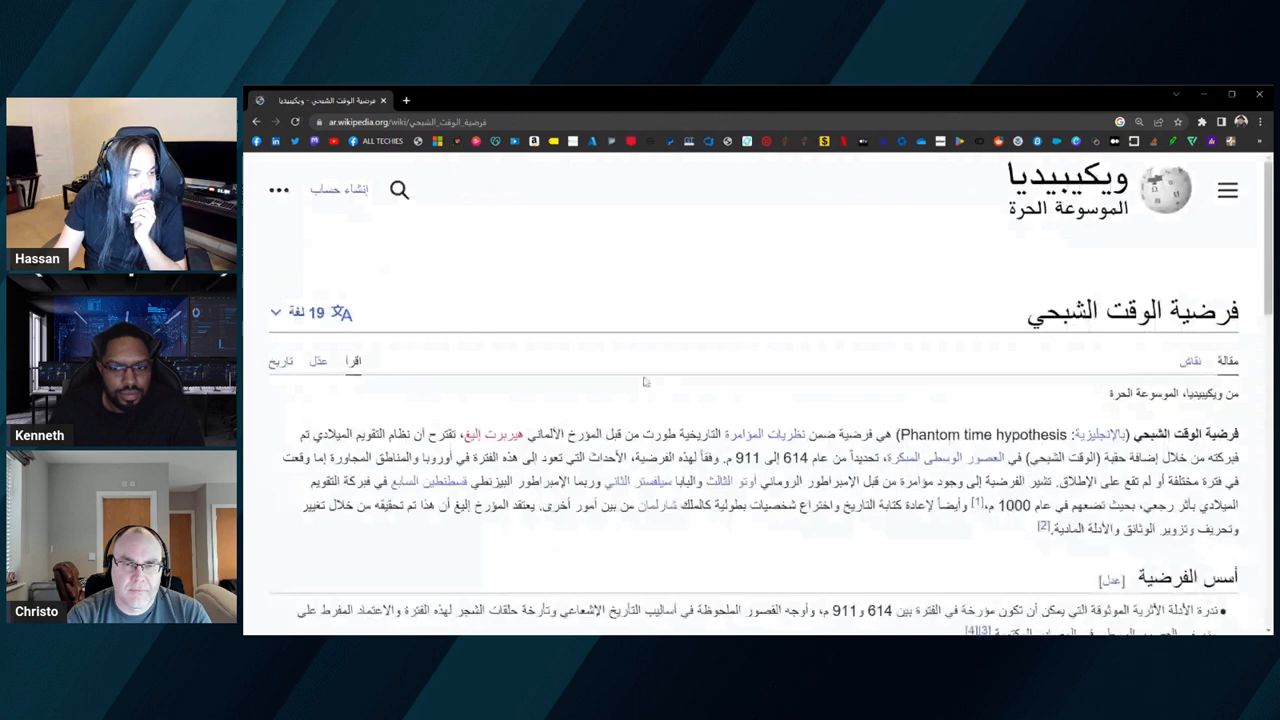 فرضية الوقت الشبحي - ويكيبيديا
ar.wikipedia.org/wiki/فرضية_الوقت_الشبحي
ALL TECHIES
ويكيبيديا
الموسوعة الحرة
إنشاء حساب
فرضية الوقت الشبحي
19 لغة
مقالة نقاش
اقرأ عدّل تاريخ
من ويكيبيديا، الموسوعة الحرة
فرضية الوقت الشبحي (بالإنجليزية: Phantom time hypothesis) هي فرضية ضمن نظريات المؤامرة التاريخية طورت من قبل المؤرخ الألماني هيربرت إليغ، تقترح أن نظام التقويم الميلادي تم
فبركته من خلال إضافة حقبة (الوقت الشبحي) في العصور الوسطى المبكرة، تحديداً من عام 614 إلى 911 م. وفقاً لهذه الفرضية، الأحداث التي تعود إلى هذه الفترة في أوروبا والمناطق المجاورة إما وقعت
في فترة مختلفة أو لم تقع على الإطلاق. تشير الفرضية إلى وجود مؤامرة من قبل الإمبراطور الروماني أوتو الثالث والبابا سيلفستر الثاني وربما الإمبراطور البيزنطي قسطنطين السابع في فبركة التقويم
الميلادي بأثر رجعي، بحيث تضعهم في عام 1000 م،[1] وأيضاً لإعادة كتابة التاريخ واختراع شخصيات بطولية كالملك شارلمان من بين أمور أخرى. يعتقد المؤرخ إليغ أن هذا تم تحقيقه من خلال تغيير
وتحريف وتزوير الوثائق والأدلة المادية.[2]
أسس الفرضية [عدل]
• ندرة الأدلة الأثرية الموثوقة التي يمكن أن تكون مؤرخة في الفترة بين 614 و911 م، وأوجه القصور الملحوظة في أساليب التأريخ الإشعاعي وتأرخة حلقات الشجر لهذه الفترة والاعتماد المفرط على
[3][4]
Hassan
Kenneth
Christo